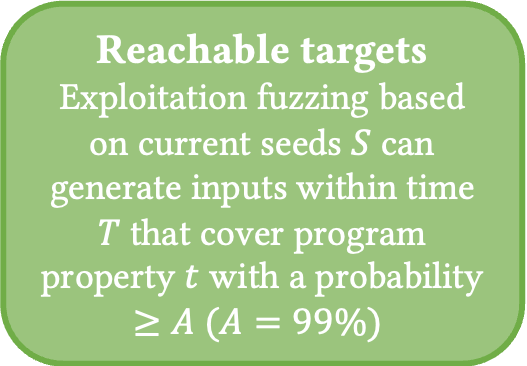 Reachable targets
Exploitation fuzzing based
on current seeds S can
generate inputs within time
T that cover program
property t with a probability
≥ A (A = 99%)